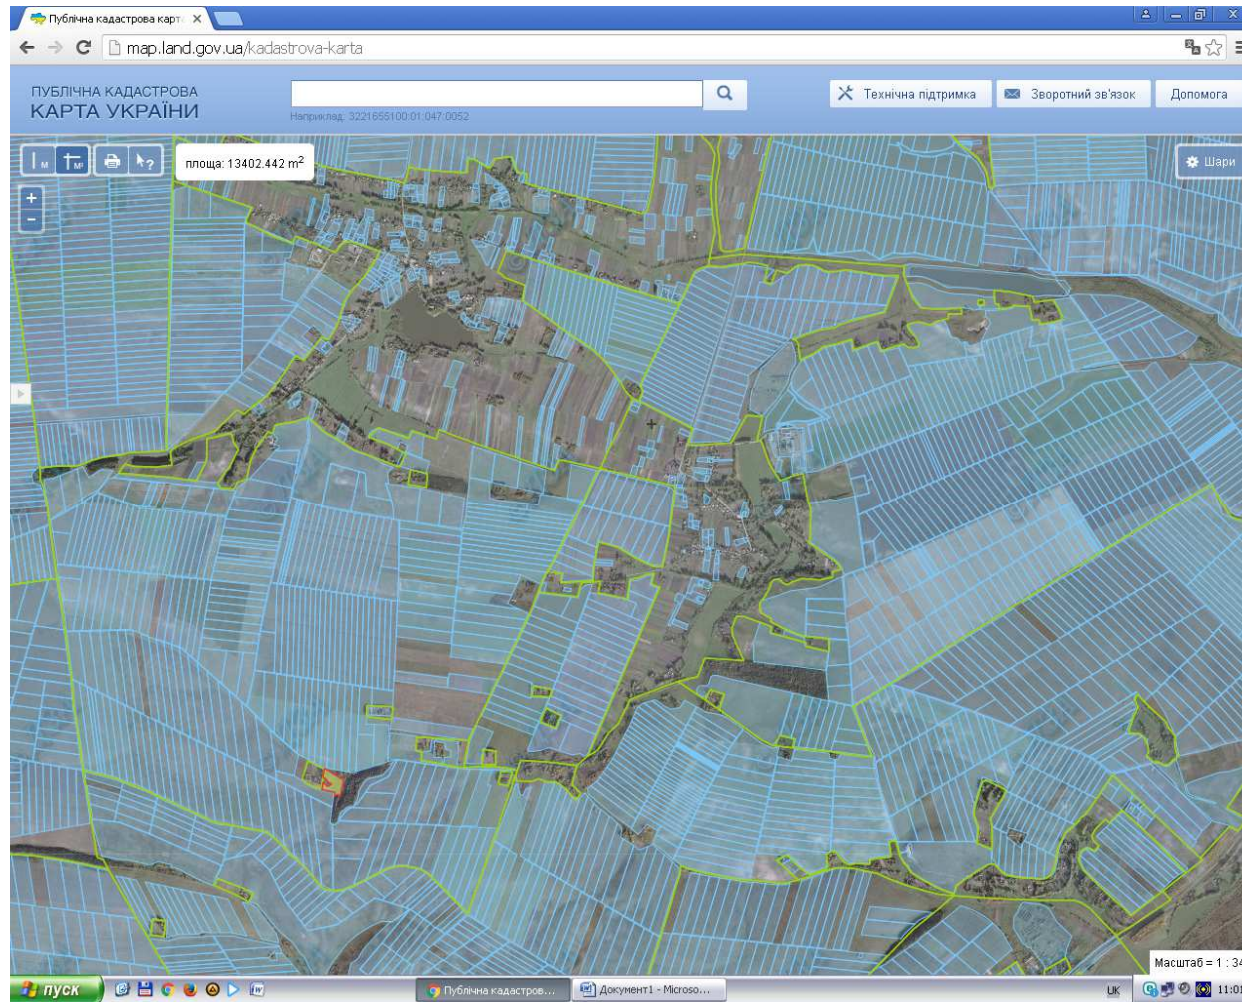 Публічна кадастрова карт
map.land.gov.ua/kadastrova-karta
ПУБЛІЧНА КАДАСТРОВА
КАРТА УКРАЇНИ
Наприклад: 3221655100:01:047:0052
Технічна підтримка
Зворотний зв'язок
Допомога
площа: 13402.442 m²
Шари
Масштаб = 1 : 34
пуск
Публічна кадастров...
Документ1 - Microso...
UK